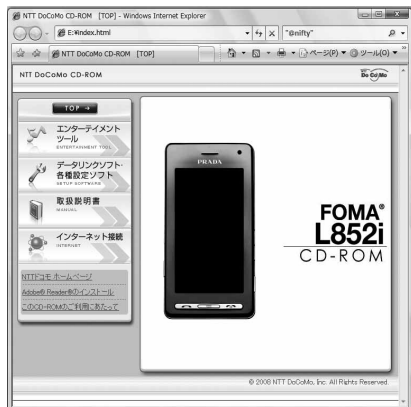 NTT DoCoMo CD-ROM [TOP] - Windows Internet Explorer
E:¥index.html
"@nifty"
NTT DoCoMo CD-ROM [TOP]
ページ(P)
ツール(O)
NTT DoCoMo CD-ROM
DoCoMo
TOP
エンターテイメント
ツール
ENTERTAINMENT TOOL
データリンクソフト・
各種設定ソフト
SETUP SOFTWARE
取扱説明書
MANUAL
インターネット接続
INTERNET
NTTドコモ ホームページ
Adobe® Reader®のインストール
このCD-ROMのご利用にあたって
PRADA
FOMA®
L852i
CD-ROM
© 2008 NTT DoCoMo, Inc. All Rights Reserved.